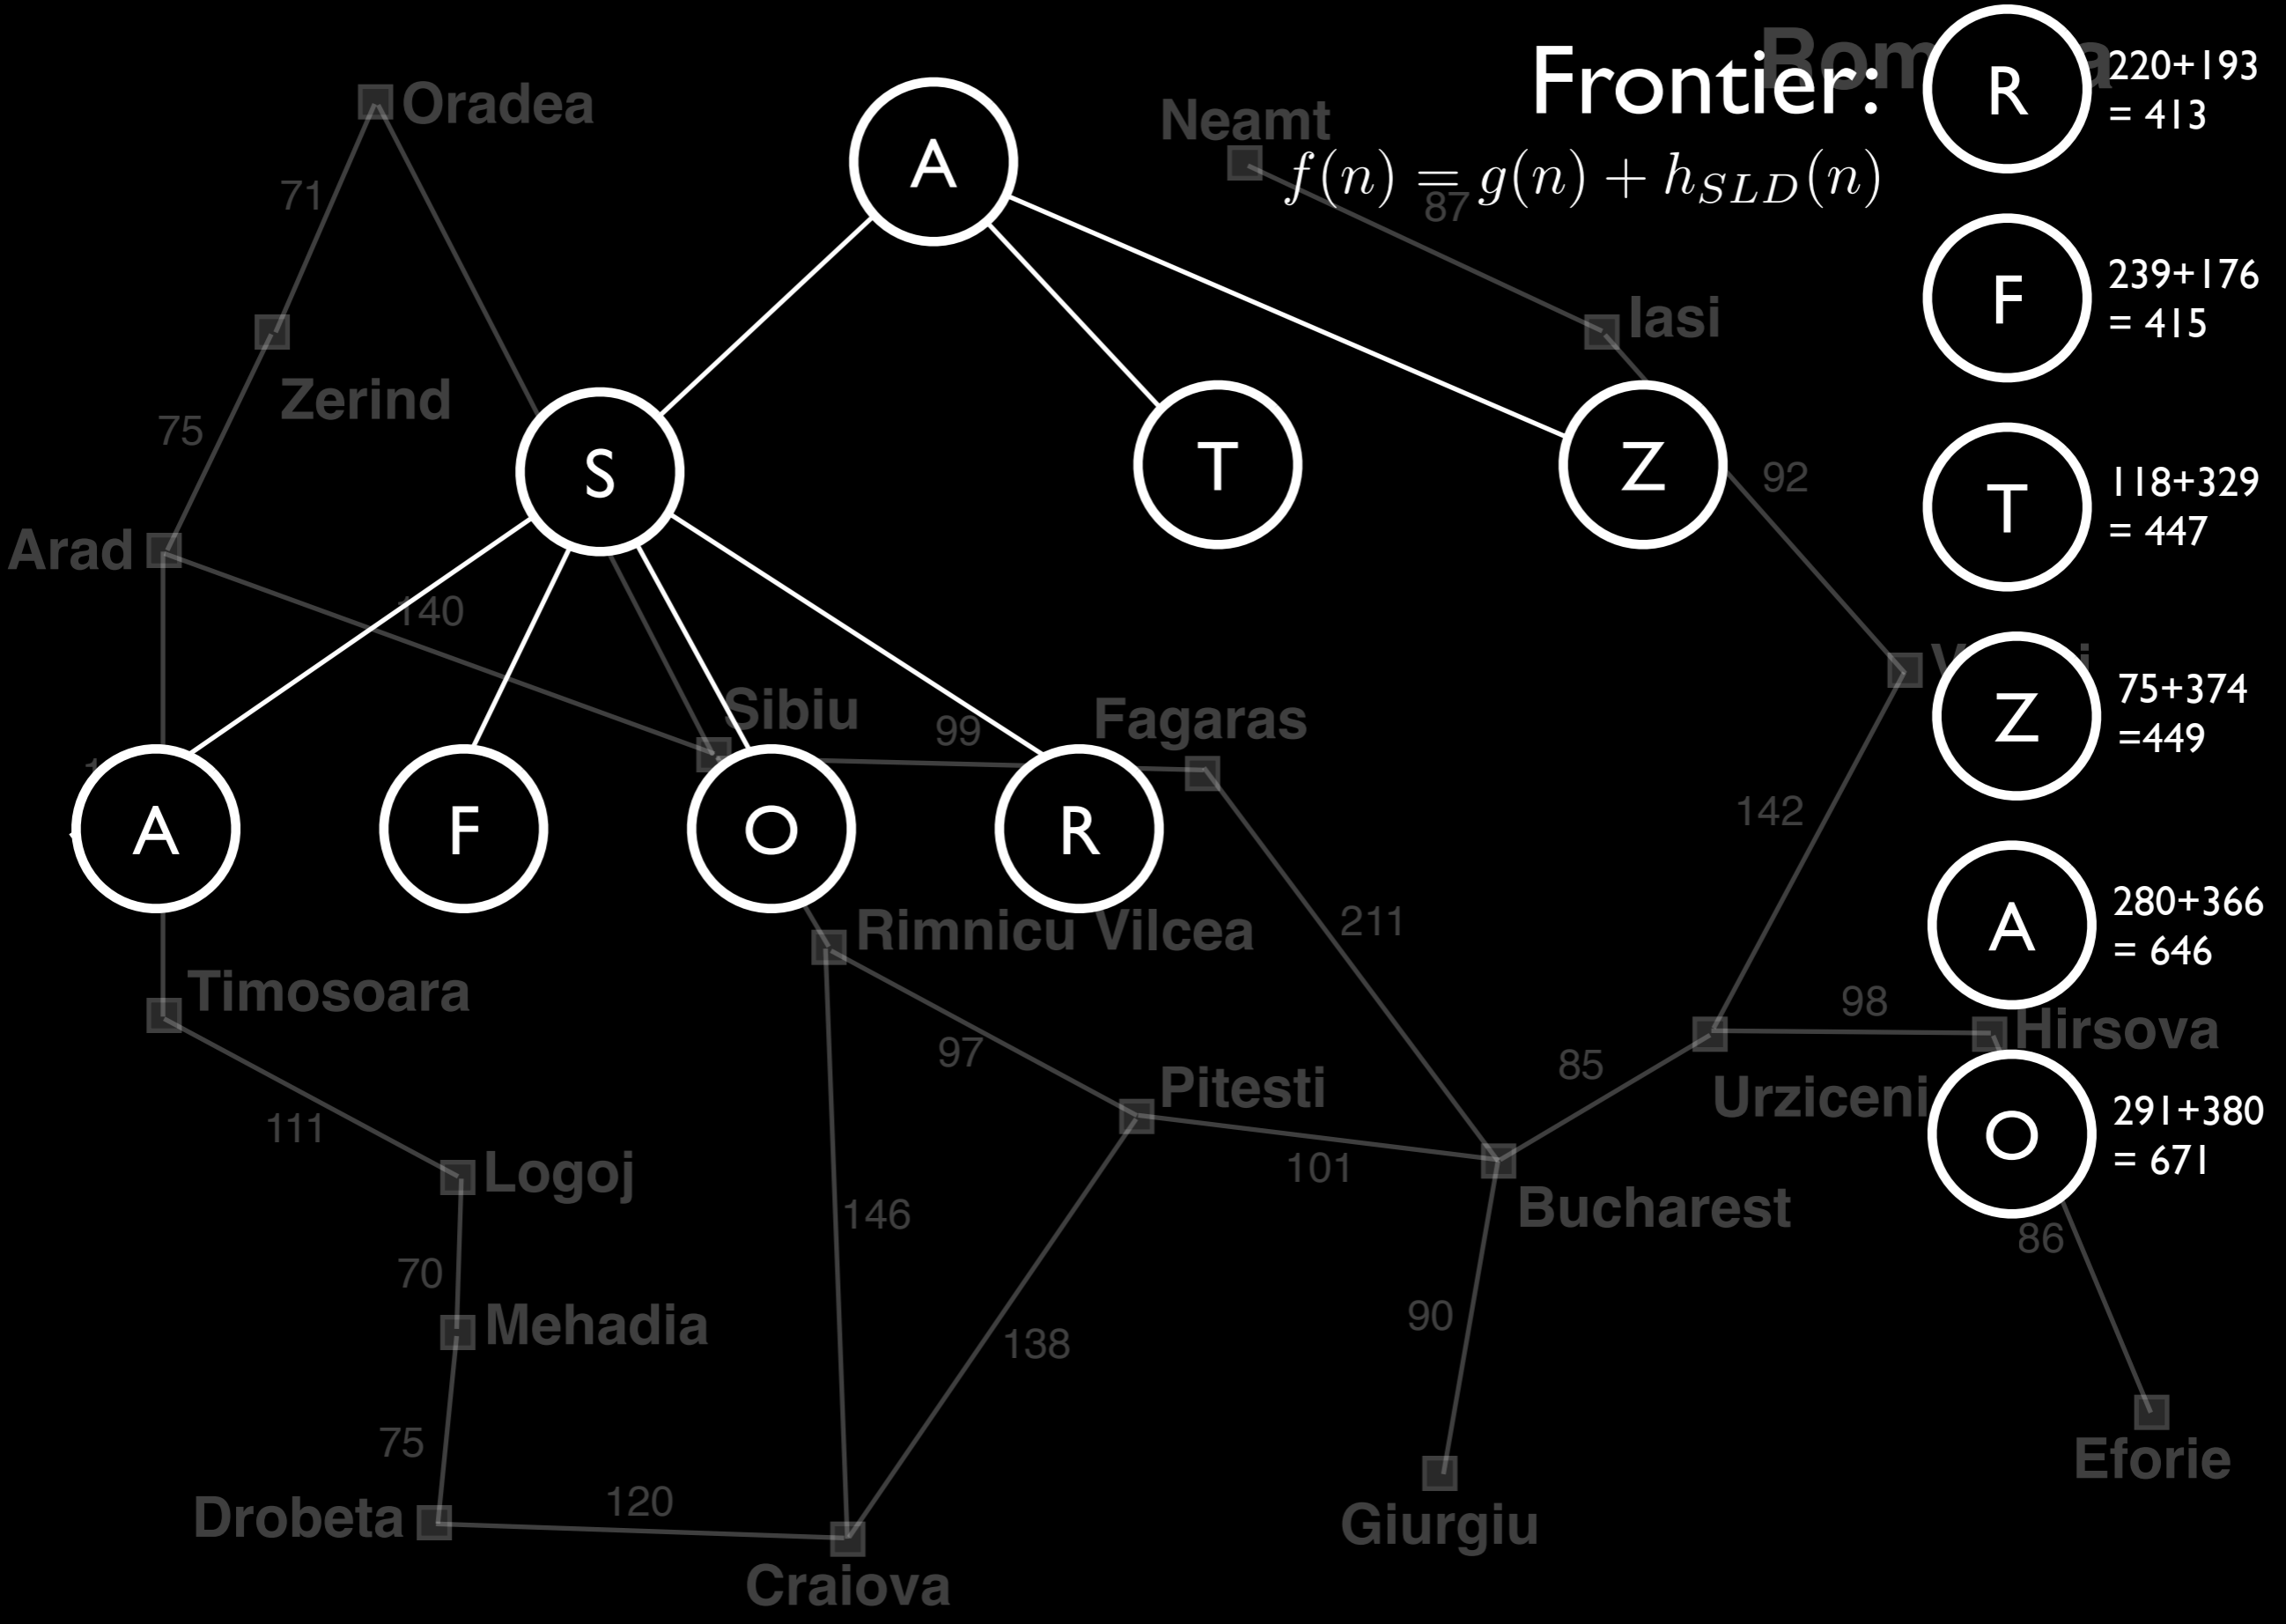 Frontier:
f(n) = g(n) + h_{SLD}(n)
R
220+193
= 413
F
239+176
= 415
T
118+329
= 447
Z
75+374
=449
A
280+366
= 646
O
291+380
= 671
A
S
T
Z
A
F
O
R
Oradea
Neamt
71
87
Iasi
Zerind
75
92
Arad
140
Sibiu
99
Fagaras
142
211
Rimnicu Vilcea
Timosoara
98
Hirsova
97
85
Pitesti
Urziceni
111
Logoj
101
Bucharest
146
86
70
Mehadia
90
138
75
Eforie
120
Drobeta
Giurgiu
Craiova